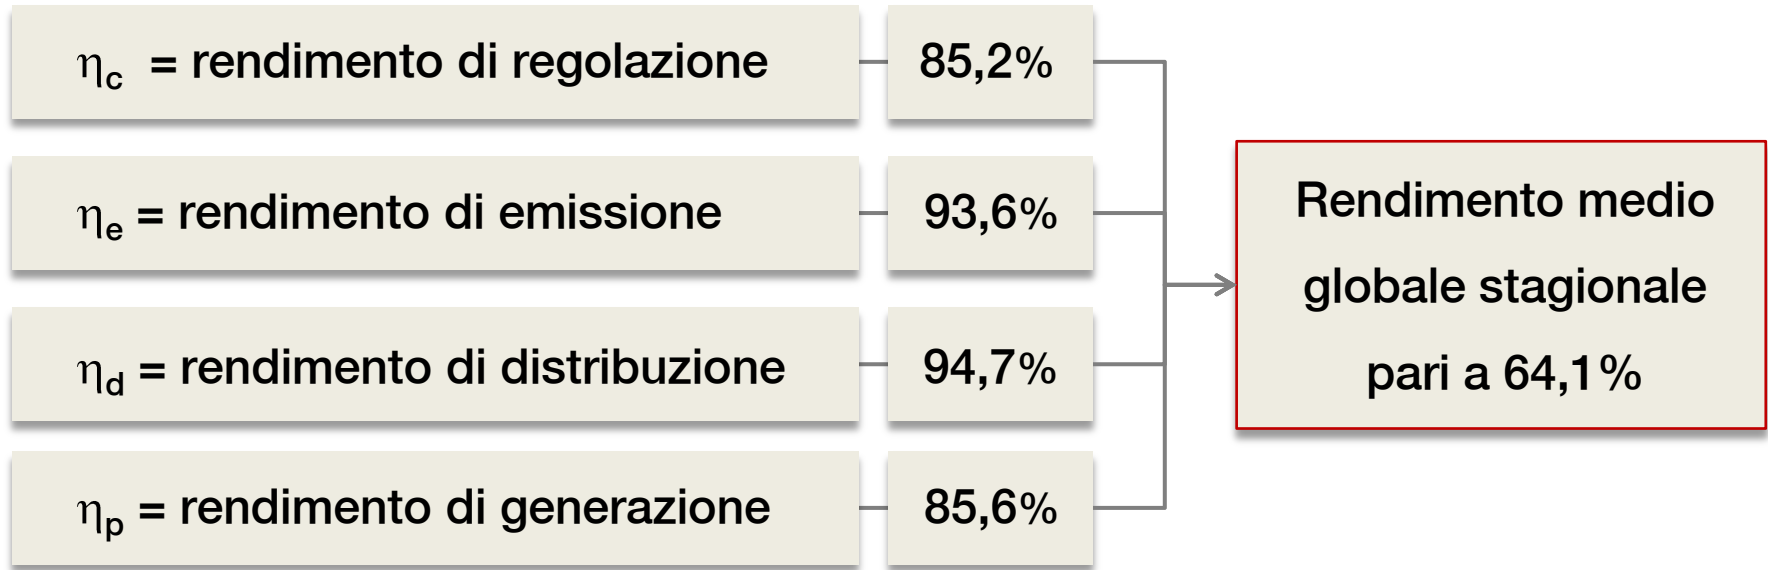 ηc = rendimento di regolazione 85,2%
ηe = rendimento di emissione 93,6%
ηd = rendimento di distribuzione 94,7%
ηp = rendimento di generazione 85,6%
Rendimento medio
globale stagionale
pari a 64,1%